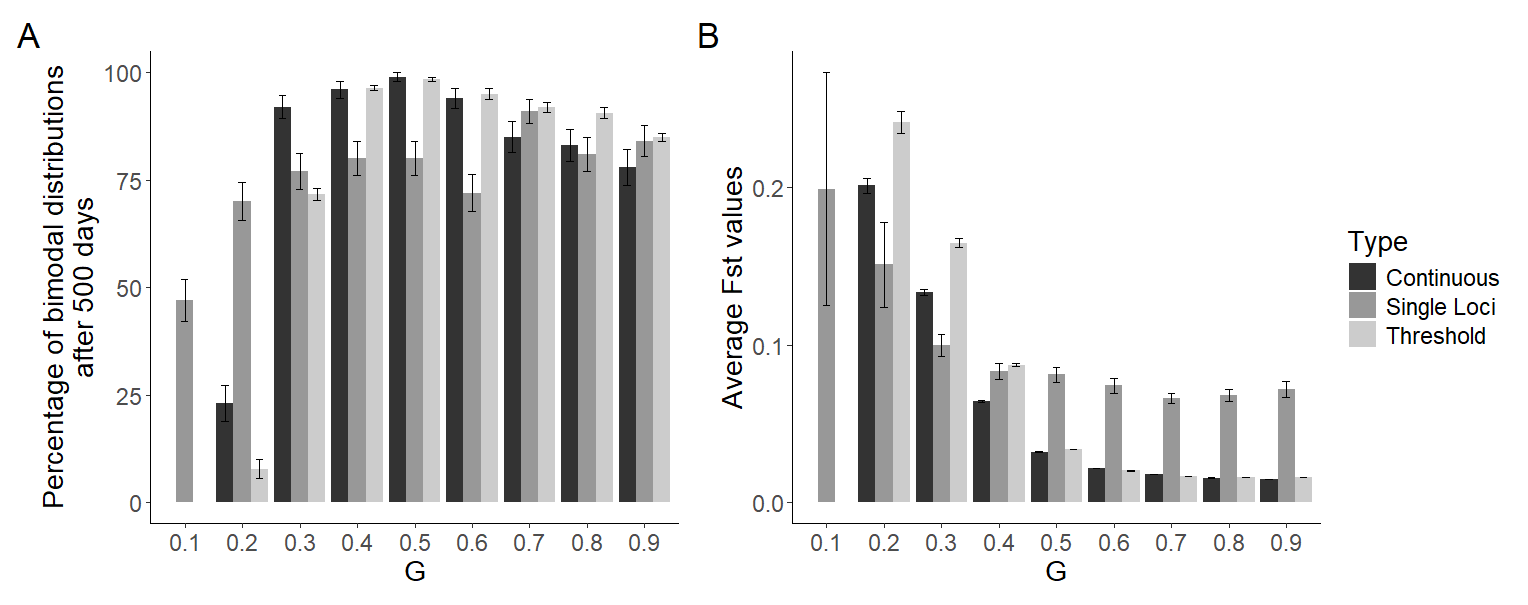 A
Percentage of bimodal distributions
after 500 days
100
75
50
25
0
0.1 0.2 0.3 0.4 0.5 0.6 0.7 0.8 0.9
G
B
Average Fst values
0.2
0.1
0.0
0.1 0.2 0.3 0.4 0.5 0.6 0.7 0.8 0.9
G
Type
Continuous
Single Loci
Threshold